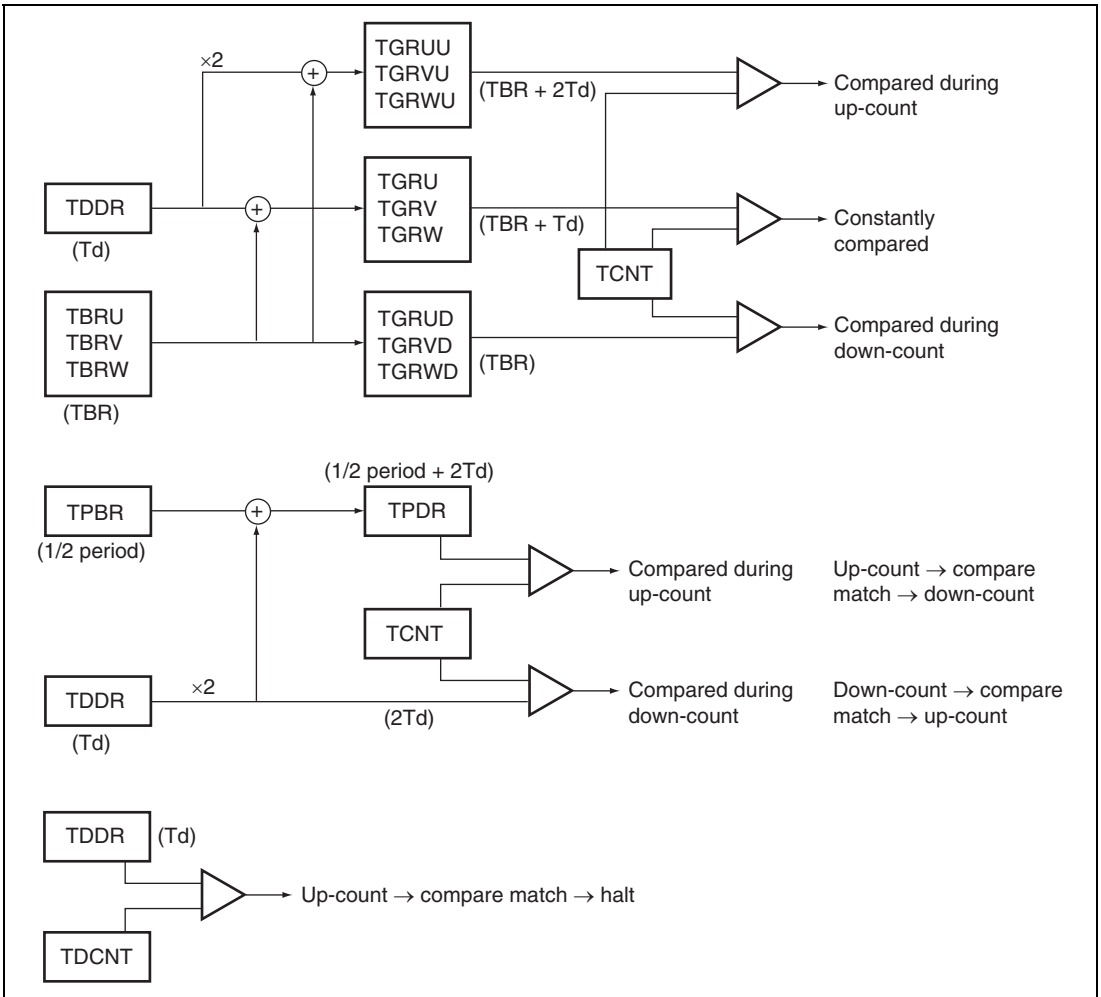 ×2
+
TGRUU
TGRVU
TGRWU
(TBR + 2Td)
Compared during
up-count
TDDR
(Td)
+
TGRU
TGRV
TGRW
(TBR + Td)
TCNT
Constantly
compared
TBRU
TBRV
TBRW
(TBR)
TGRUD
TGRVD
TGRWD
(TBR)
Compared during
down-count
TPBR
(1/2 period)
+
(1/2 period + 2Td)
TPDR
Compared during
up-count
Up-count → compare
match → down-count
TCNT
TDDR
(Td)
×2
(2Td)
Compared during
down-count
Down-count → compare
match → up-count
TDDR
(Td)
Up-count → compare match → halt
TDCNT